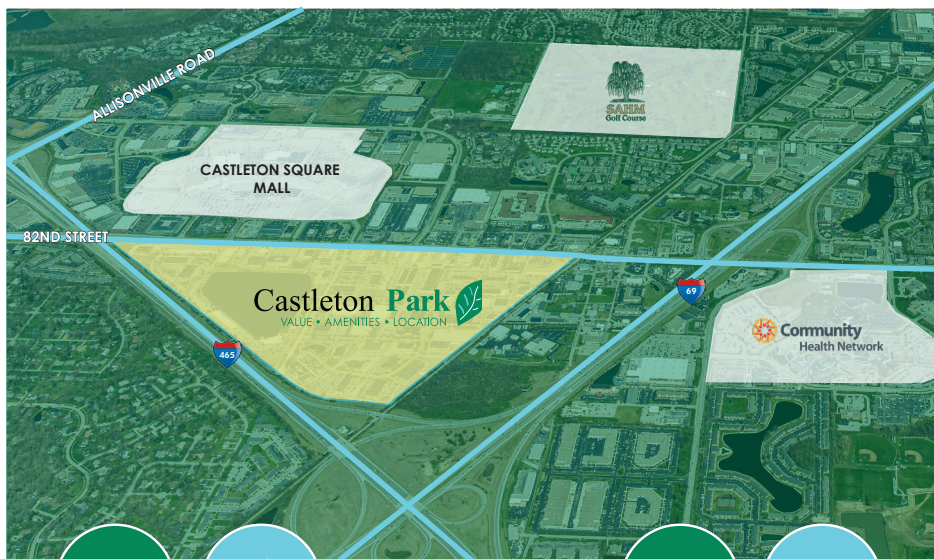 ALLISONVILLE ROAD
SAHM
Golf Course
CASTLETON SQUARE
MALL
82ND STREET
Castleton Park
VALUE • AMENITIES • LOCATION
69
465
Community
Health Network